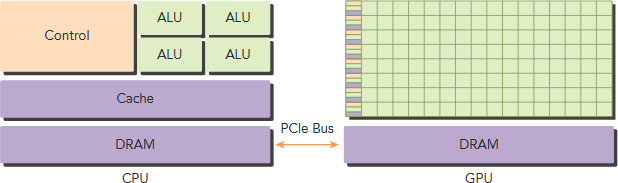 Control
ALU
ALU
ALU
ALU
Cache
DRAM
CPU
PCIe Bus
DRAM
GPU